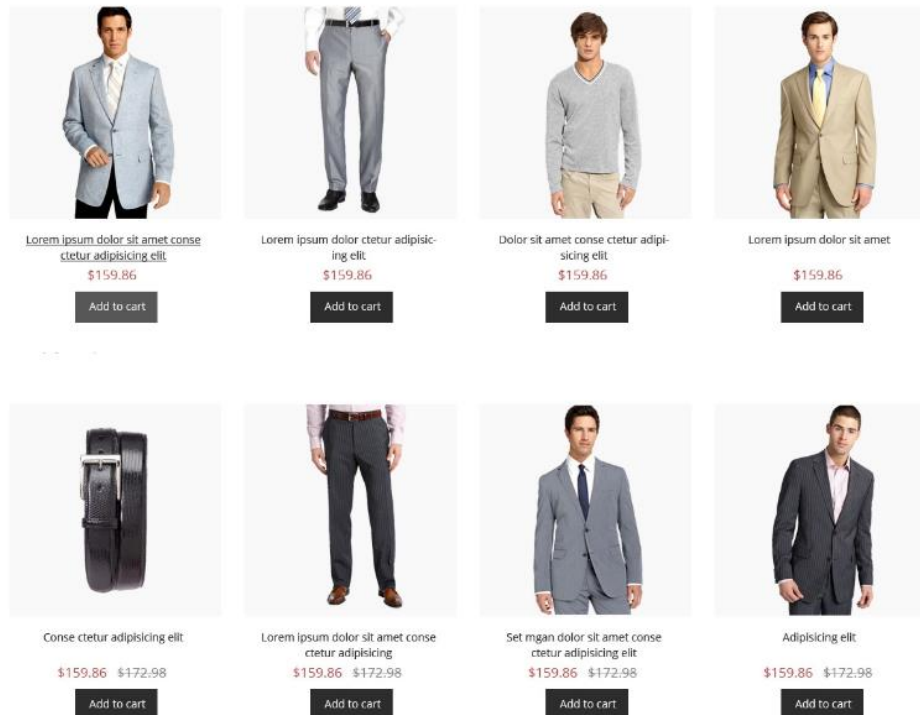 Lorem ipsum dolor sit amet conse
ctetur adipisicing elit
$159.86
Add to cart
Lorem ipsum dolor ctetur adipisic-
ing elit
$159.86
Add to cart
Dolor sit amet conse ctetur adipi-
sicing elit
$159.86
Add to cart
Lorem ipsum dolor sit amet
$159.86
Add to cart
Conse ctetur adipisicing elit
$159.86 $172.98
Add to cart
Lorem ipsum dolor sit amet conse
ctetur adipisicing
$159.86 $172.98
Add to cart
Set mgan dolor sit amet conse
ctetur adipisicing elit
$159.86 $172.98
Add to cart
Adipisicing elit
$159.86 $172.98
Add to cart